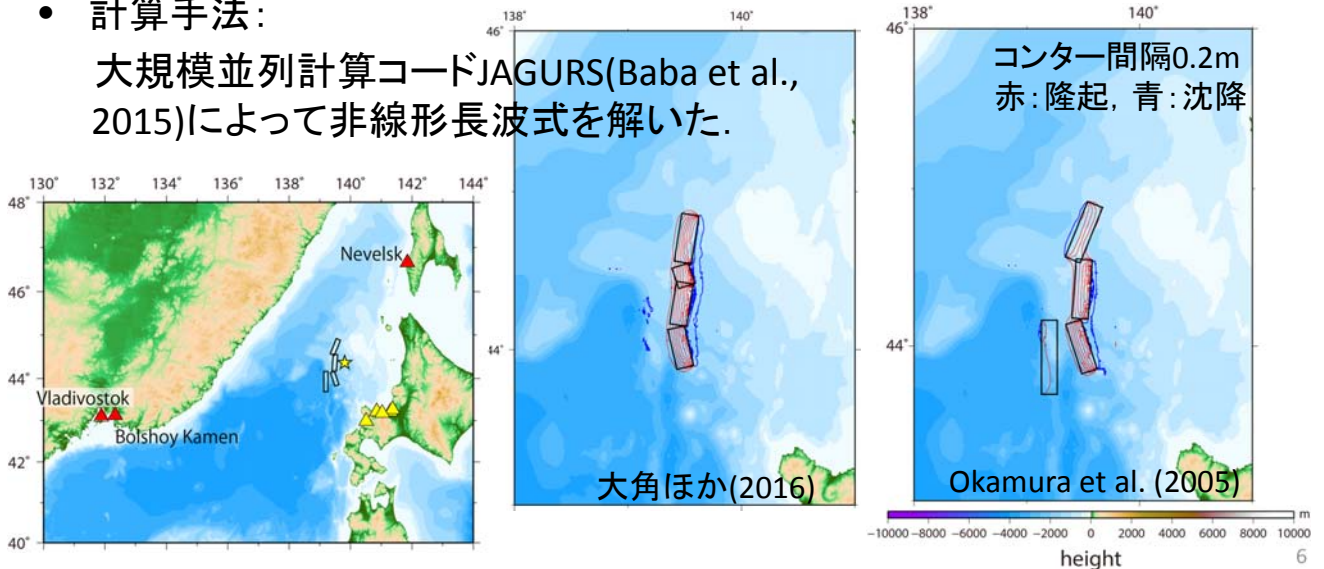 • 計算手法:
大規模並列計算コードJAGURS(Baba et al.,
2015)によって非線形長波式を解いた.
130° 132° 134° 136° 138° 140° 142° 144°
48°
46°
44°
42°
40°
Nevelsk
Vladivostok
Bolshoy Kamen
138° 140°
46°
44°
大角ほか(2016)
138° 140°
46°
44°
コンター間隔0.2m
赤:隆起, 青:沈降
Okamura et al. (2005)
m
−10000 −8000 −6000 −4000 −2000 0 2000 4000 6000 8000 10000
height
6